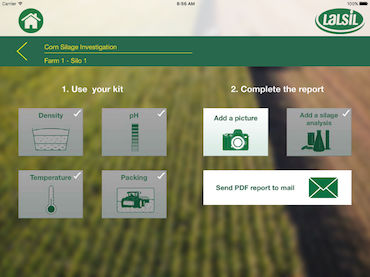 Carrier
8:56 AM
100%
LALSIL
Corn Silage Investigation
Farm 1 - Silo 1
1. Use your kit
2. Complete the report
Density
pH
Add a picture
Add a silage
analysis
Temperature
Packing
Send PDF report to mail